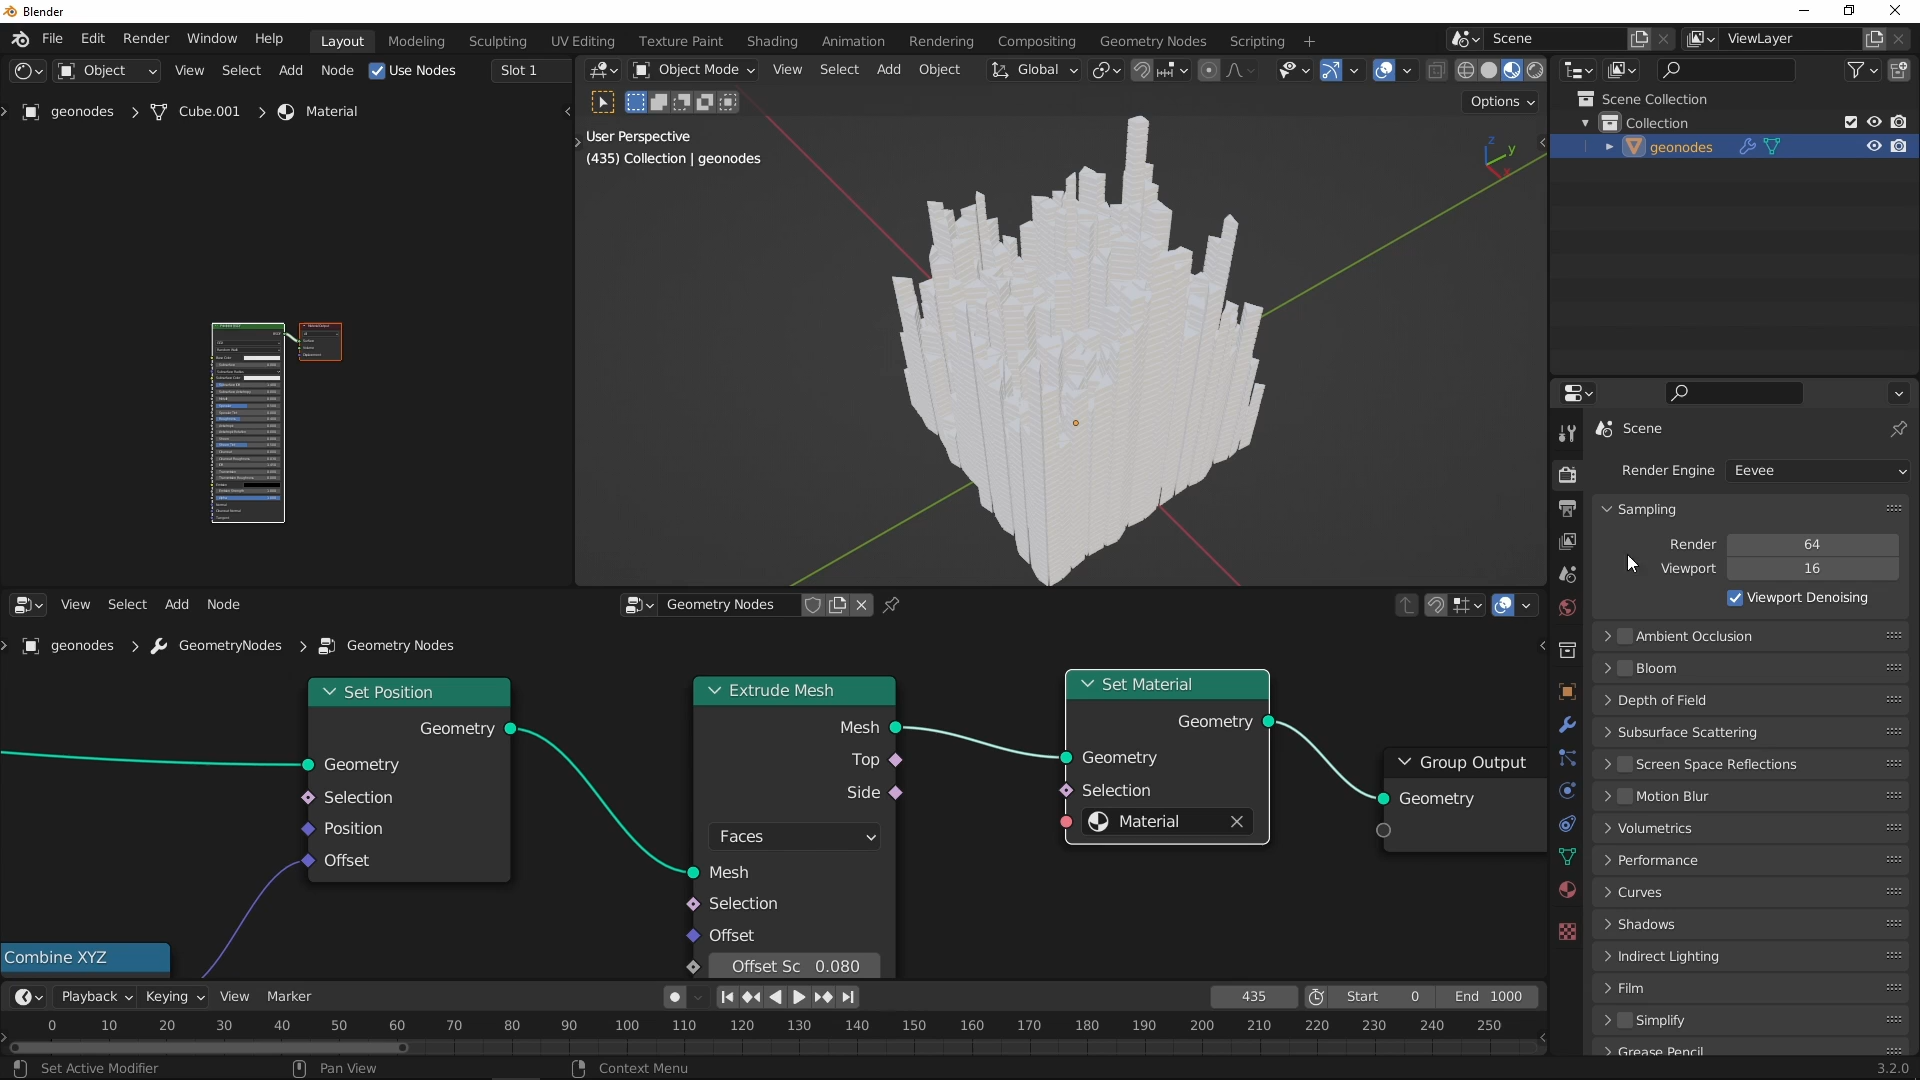 Blender
File Edit Render Window Help
Layout Modeling Sculpting UV Editing Texture Paint Shading Animation Rendering Compositing Geometry Nodes Scripting +
Scene
ViewLayer
Object View Select Add Node Use Nodes Slot 1
geonodes > Cube.001 > Material
Object Mode View Select Add Object Global
Options
User Perspective
(435) Collection | geonodes
Z
Y
X
Scene Collection
Collection
geonodes
Scene
Render Engine Eevee
Sampling
Render 64
Viewport 16
Viewport Denoising
Ambient Occlusion
Bloom
Depth of Field
Subsurface Scattering
Screen Space Reflections
Motion Blur
Volumetrics
Performance
Curves
Shadows
Indirect Lighting
Film
Simplify
Grease Pencil
View Select Add Node
Geometry Nodes
geonodes > GeometryNodes > Geometry Nodes
Set Position
Geometry
Geometry
Selection
Position
Offset
Combine XYZ
Extrude Mesh
Mesh
Top
Side
Faces
Mesh
Selection
Offset
Offset Sc 0.080
Set Material
Geometry
Geometry
Selection
Material
Group Output
Geometry
Playback Keying View Marker
435 Start 0 End 1000
0 10 20 30 40 50 60 70 80 90 100 110 120 130 140 150 160 170 180 190 200 210 220 230 240 250
Set Active Modifier Pan View Context Menu 3.2.0